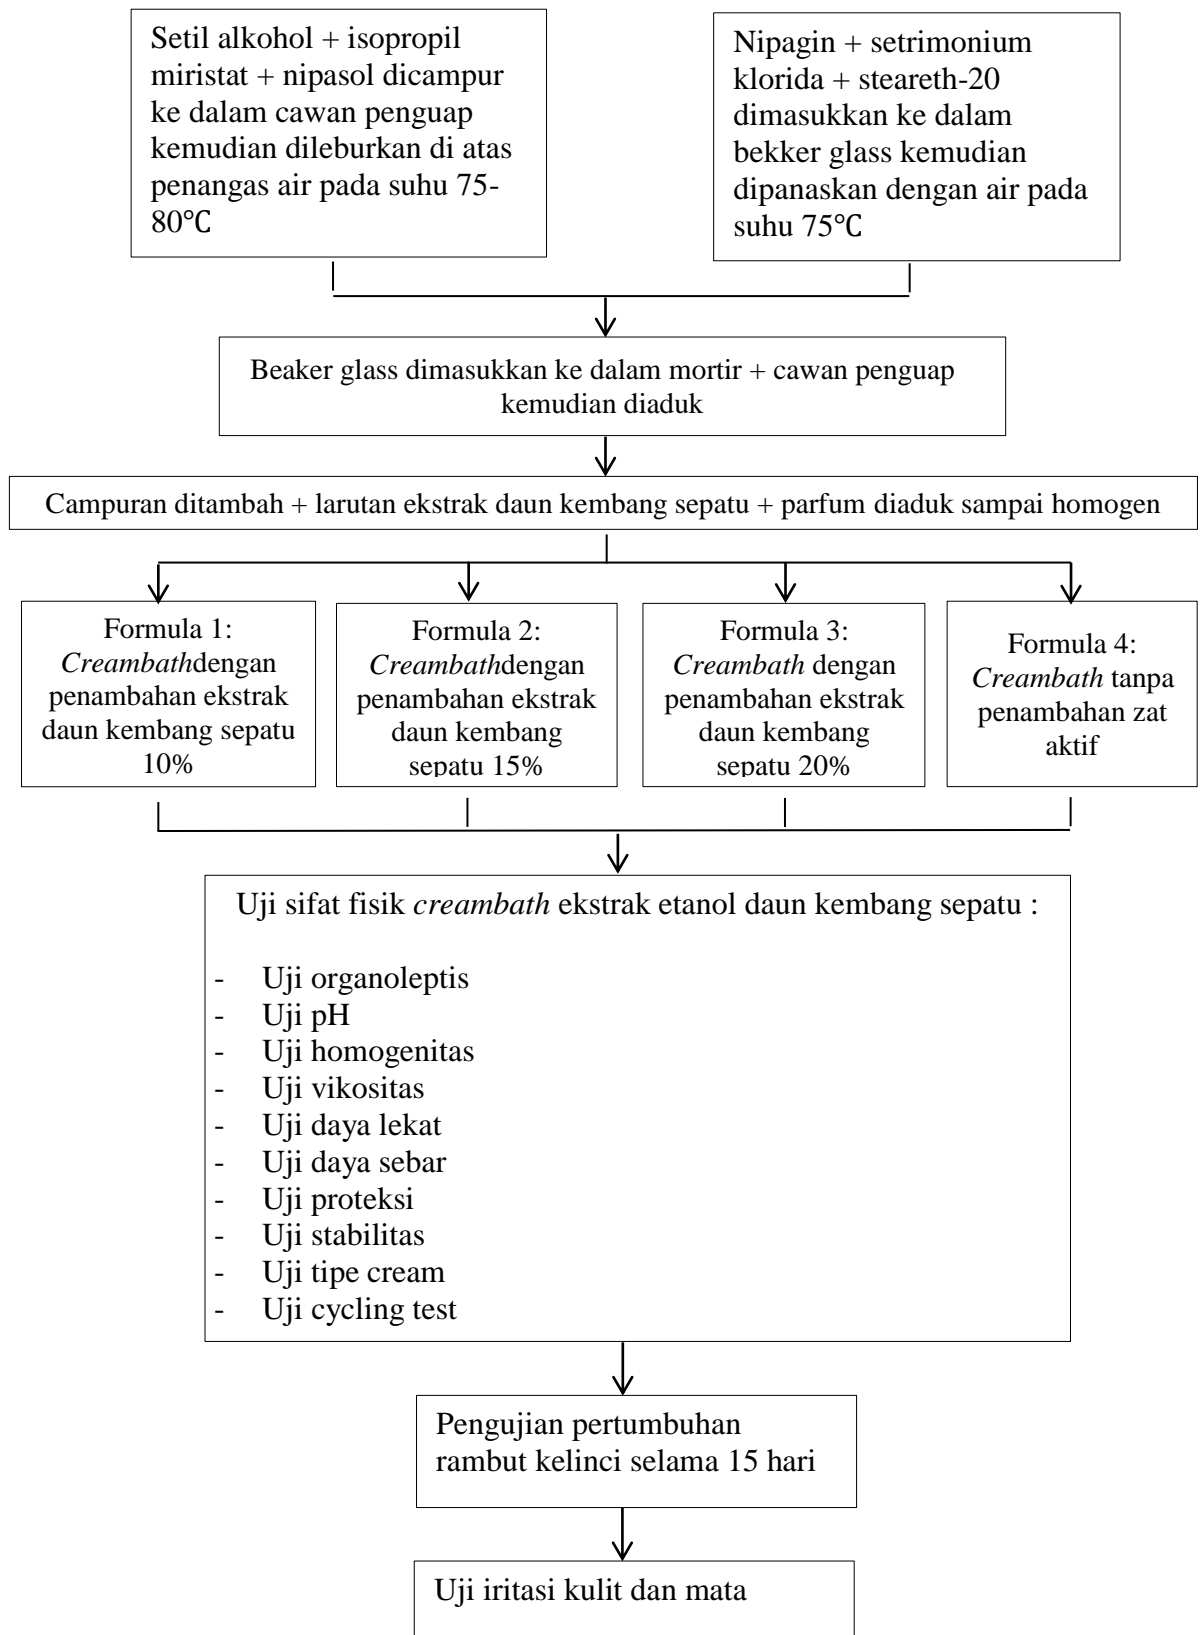 Setil alkohol + isopropil
miristat + nipasol dicampur
ke dalam cawan penguap
kemudian dileburkan di atas
penangas air pada suhu 75-
80°C
Nipagin + setrimonium
klorida + steareth-20
dimasukkan ke dalam
bekker glass kemudian
dipanaskan dengan air pada
suhu 75°C
Beaker glass dimasukkan ke dalam mortir + cawan penguap
kemudian diaduk
Campuran ditambah + larutan ekstrak daun kembang sepatu + parfum diaduk sampai homogen
Formula 1:
Creambathdengan
penambahan ekstrak
daun kembang sepatu
10%
Formula 2:
Creambathdengan
penambahan ekstrak
daun kembang
sepatu 15%
Formula 3:
Creambath dengan
penambahan ekstrak
daun kembang
sepatu 20%
Formula 4:
Creambath tanpa
penambahan zat
aktif
Uji sifat fisik creambath ekstrak etanol daun kembang sepatu :
- Uji organoleptis
- Uji pH
- Uji homogenitas
- Uji vikositas
- Uji daya lekat
- Uji daya sebar
- Uji proteksi
- Uji stabilitas
- Uji tipe cream
- Uji cycling test
Pengujian pertumbuhan
rambut kelinci selama 15 hari
Uji iritasi kulit dan mata